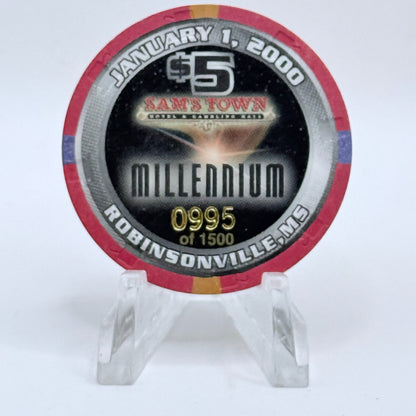 JANUARY 1, 2000
$5
SAM'S TOWN
HOTEL & GAMBLING HALL
MILLENNIUM
0995
of 1500
ROBINSONVILLE, MS